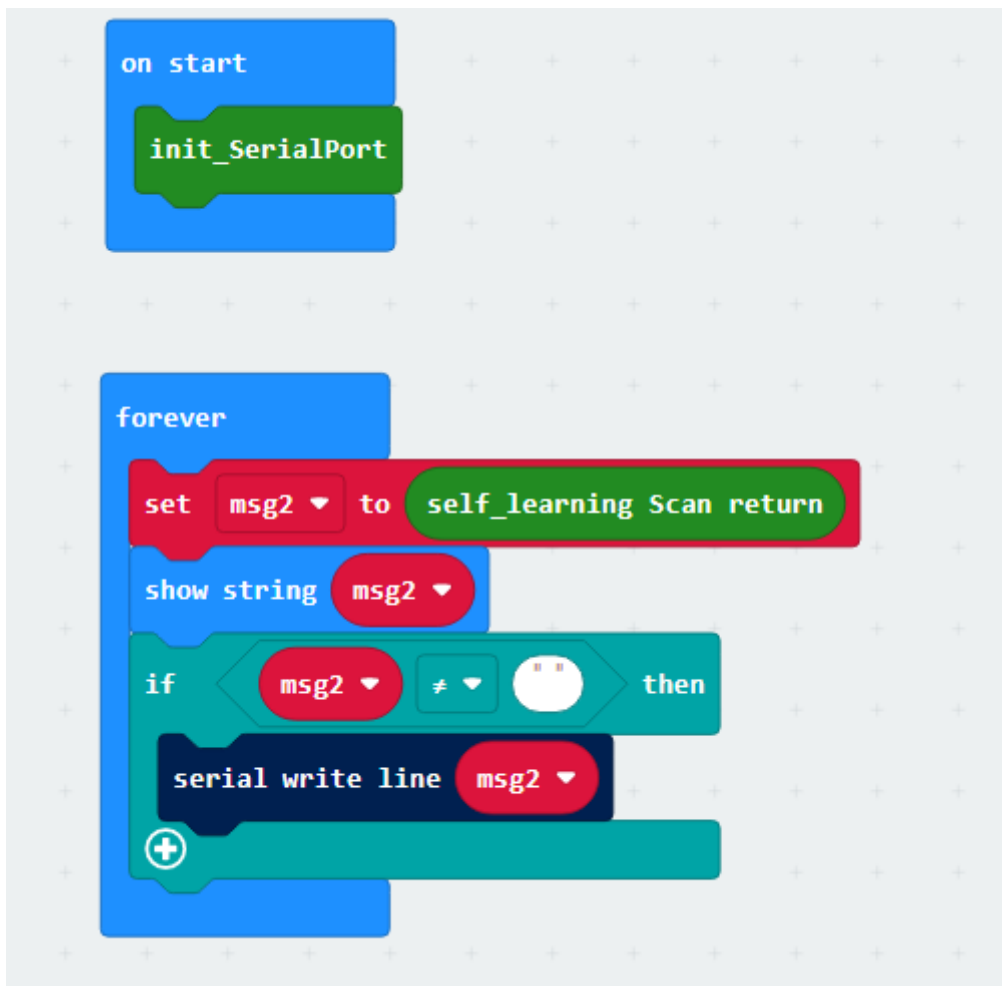 on start
init_SerialPort
forever
set msg2 to self_learning Scan return
show string msg2
if msg2 ≠ " " then
serial write line msg2